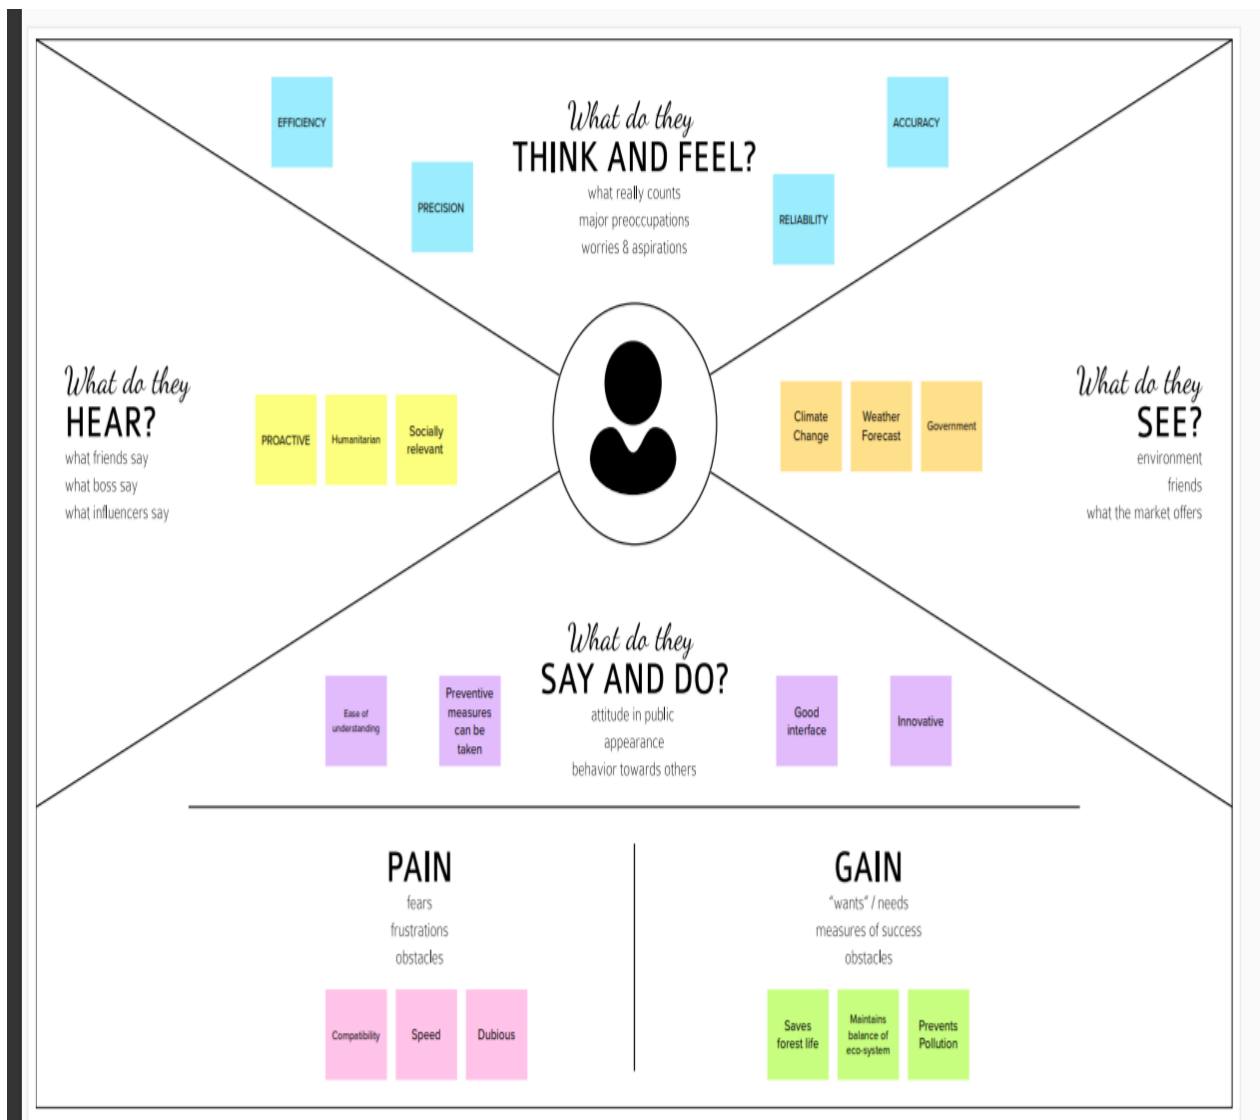 EFFICIENCY
ACCURACY
What do they
THINK AND FEEL?
what really counts
major preoccupations
worries & aspirations
PRECISION
RELIABILITY
What do they
HEAR?
what friends say
what boss say
what influencers say
PROACTIVE
Humanitarian
Socially
relevant
Climate
Change
Weather
Forecast
Government
What do they
SEE?
environment
friends
what the market offers
What do they
SAY AND DO?
attitude in public
appearance
behavior towards others
Ease of
understanding
Preventive
measures
can be
taken
Good
interface
Innovative
PAIN
fears
frustrations
obstacles
Compatibility
Speed
Dubious
GAIN
"wants" / needs
measures of success
obstacles
Saves
forest life
Maintains
balance of
eco-system
Prevents
Pollution